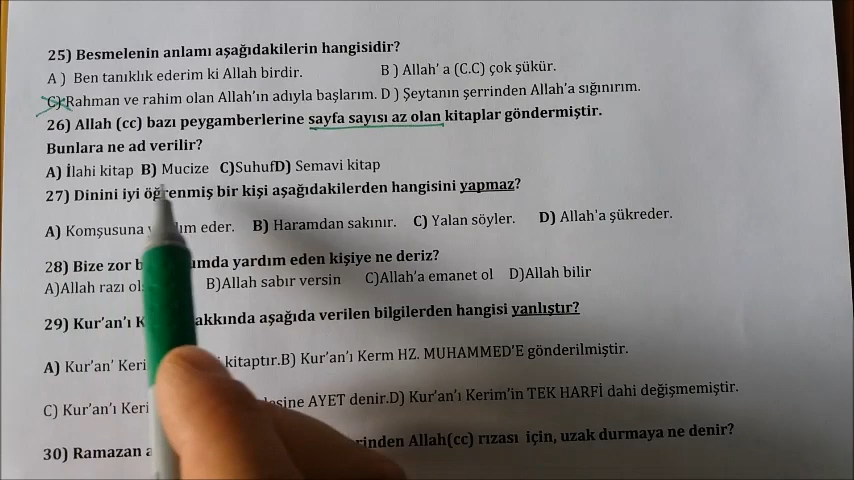 25) Besmelenin anlamı aşağıdakilerin hangisidir?
A ) Ben tanıklık ederim ki Allah birdir. B ) Allah' a (C.C) çok şükür.
C) Rahman ve rahim olan Allah'ın adıyla başlarım. D ) Şeytanın şerrinden Allah'a sığınırım.
26) Allah (cc) bazı peygamberlerine sayfa sayısı az olan kitaplar göndermiştir.
Bunlara ne ad verilir?
A) İlahi kitap B) Mucize C)SuhufD) Semavi kitap
27) Dinini iyi öğrenmiş bir kişi aşağıdakilerden hangisini yapmaz?
A) Komşusuna eder. B) Haramdan sakınır. C) Yalan söyler. D) Allah'a şükreder.
28) Bize zor yardım eden kişiye ne deriz?
A)Allah razı B)Allah sabır versin C)Allah'a emanet ol D)Allah bilir
29) Kur'an'ı aşağıda verilen bilgilerden hangisi yanlıştır?
A) Kur'an' kitaptır.B) Kur'an'ı Kerm HZ. MUHAMMED'E gönderilmiştir.
C) Kur'an'ı AYET denir.D) Kur'an'ı Kerim'in TEK HARFİ dahi değişmemiştir.
30) Ramazan Allah(cc) rızası için, uzak durmaya ne denir?